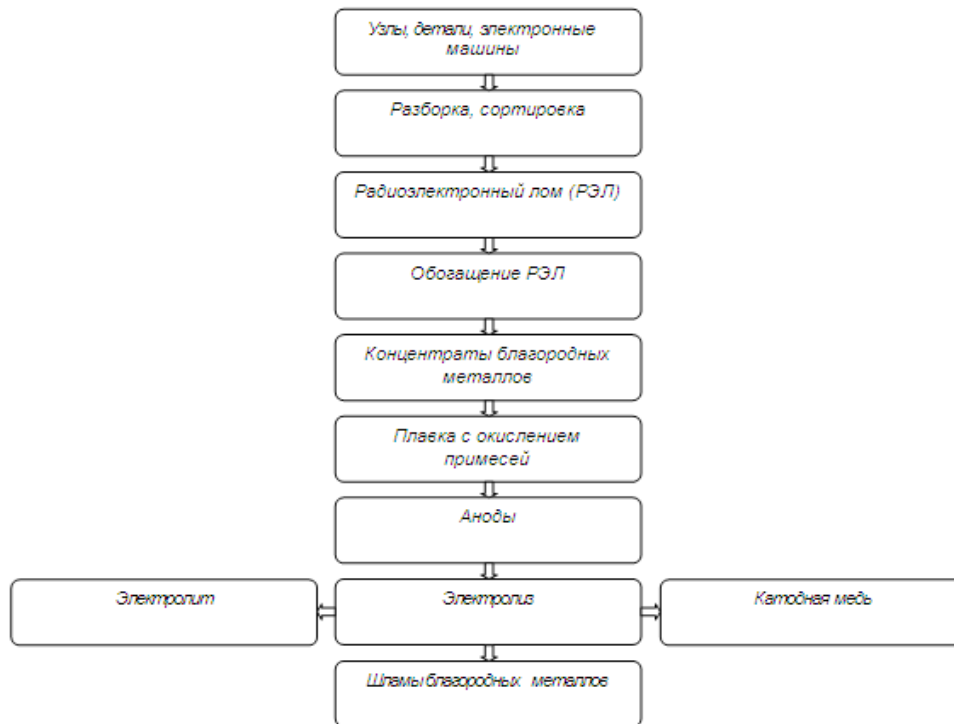 Узлы, детали, электронные
машины
Разборка, сортировка
Радиоэлектронный лом (РЭЛ)
Обогащение РЭЛ
Концентраты благородных
металлов
Плавка с окислением
примесей
Аноды
Электролит
Электролиз
Катодная медь
Шламы благородных металлов